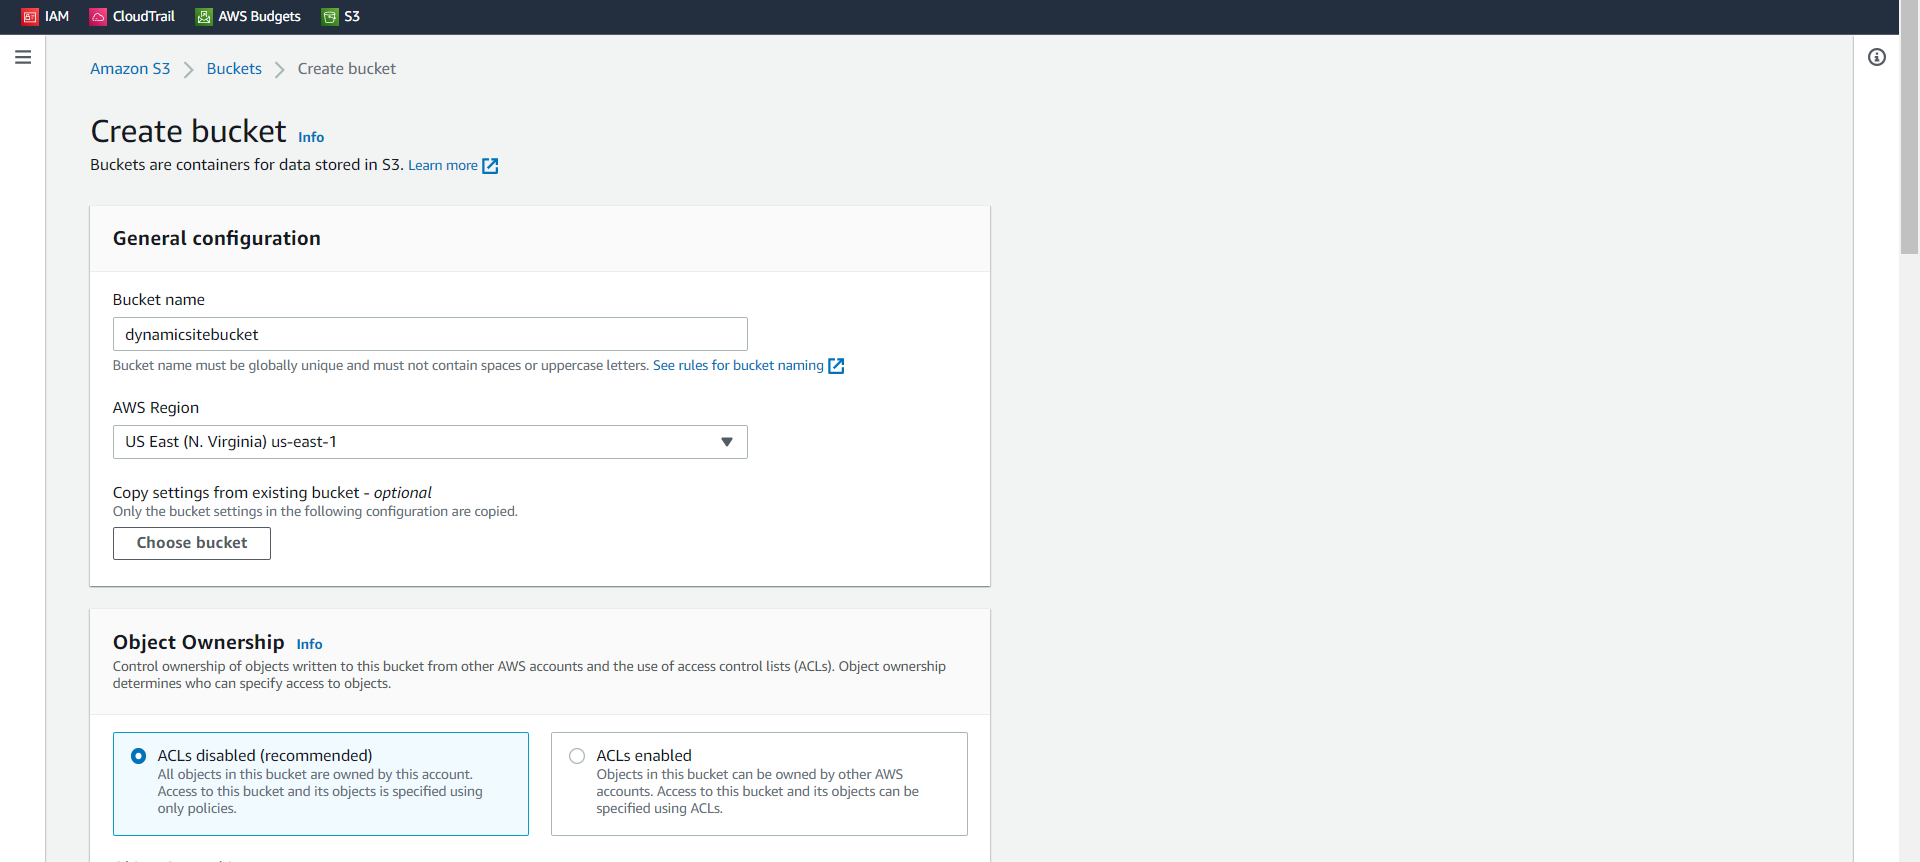 IAM CloudTrail AWS Budgets S3
Amazon S3 Buckets Create bucket
Create bucket Info
Buckets are containers for data stored in S3. Learn more
General configuration
Bucket name
dynamicsitebucket
Bucket name must be globally unique and must not contain spaces or uppercase letters. See rules for bucket naming
AWS Region
US East (N. Virginia) us-east-1
Copy settings from existing bucket - optional
Only the bucket settings in the following configuration are copied.
Choose bucket
Object Ownership Info
Control ownership of objects written to this bucket from other AWS accounts and the use of access control lists (ACLs). Object ownership
determines who can specify access to objects.
ACLs disabled (recommended)
All objects in this bucket are owned by this account.
Access to this bucket and its objects is specified using
only policies.
ACLs enabled
Objects in this bucket can be owned by other AWS
accounts. Access to this bucket and its objects can be
specified using ACLs.